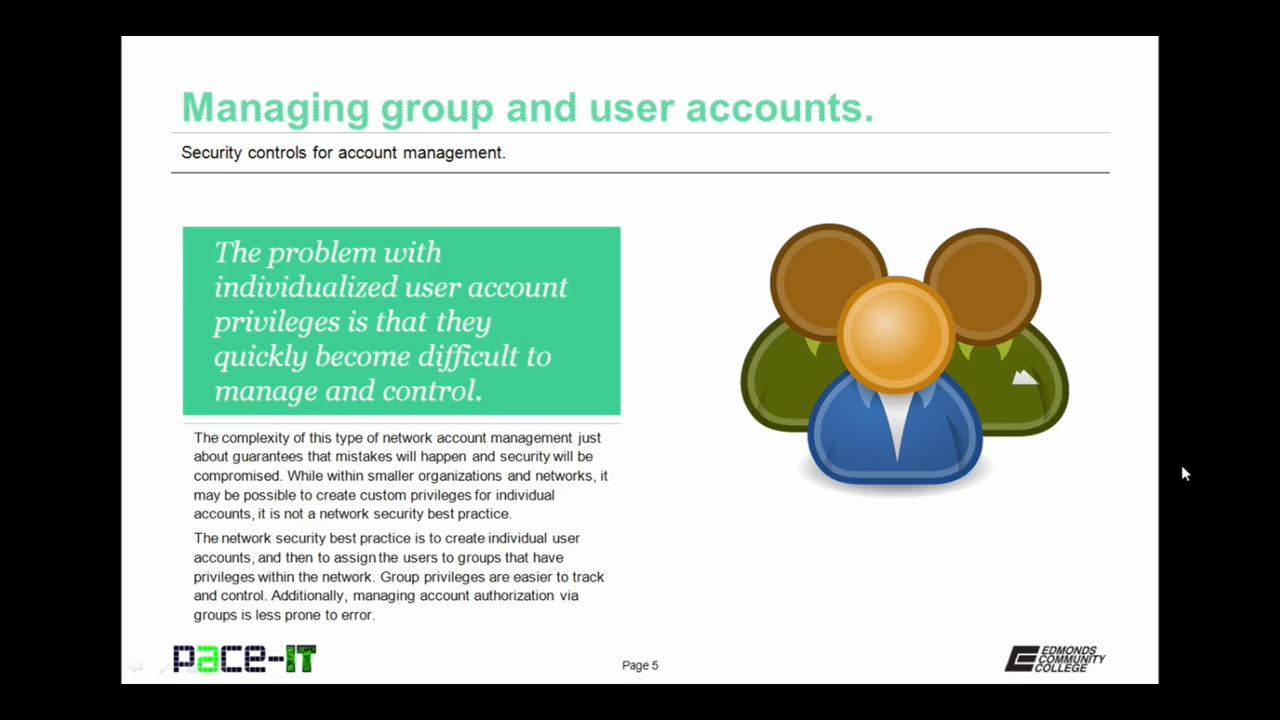 Managing group and user accounts.
Security controls for account management.
The problem with
individualized user account
privileges is that they
quickly become difficult to
manage and control.
The complexity of this type of network account management just
about guarantees that mistakes will happen and security will be
compromised. While within smaller organizations and networks, it
may be possible to create custom privileges for individual
accounts, it is not a network security best practice.
The network security best practice is to create individual user
accounts, and then to assign the users to groups that have
privileges within the network. Group privileges are easier to track
and control. Additionally, managing account authorization via
groups is less prone to error.
pace-IT
Page 5
EDMONDS
COMMUNITY
COLLEGE